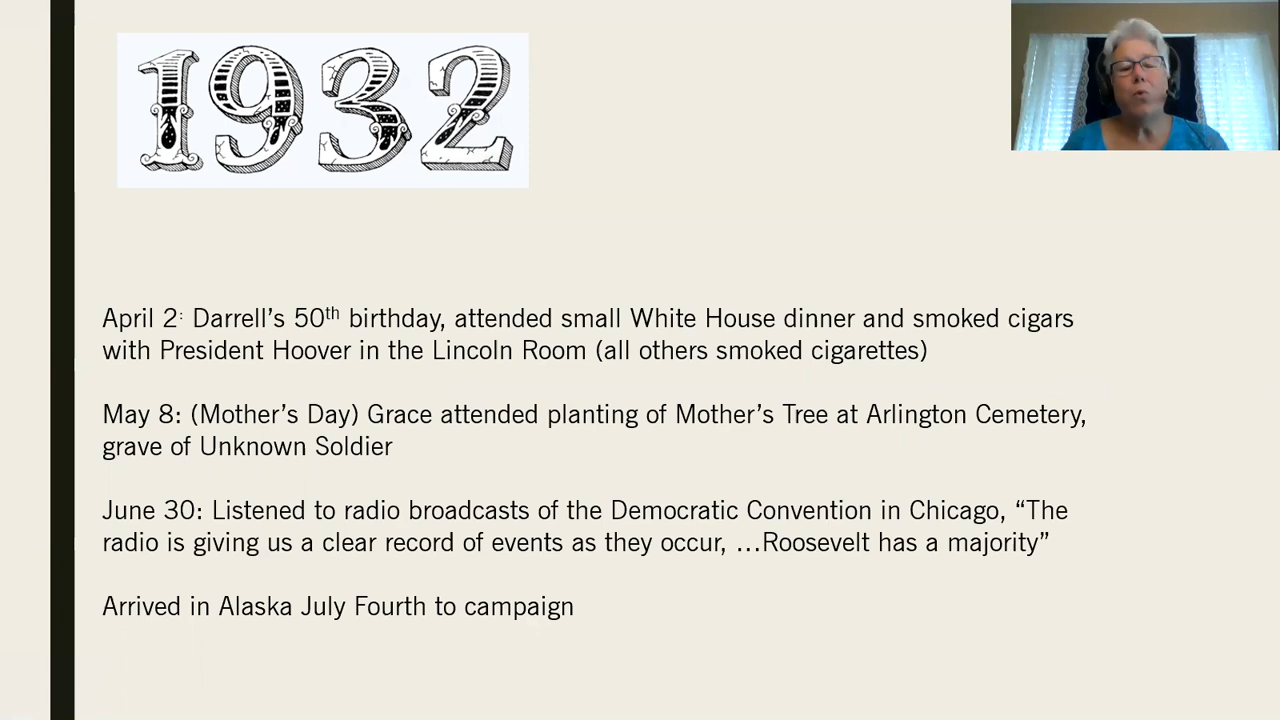 1932
April 2: Darrell’s 50th birthday, attended small White House dinner and smoked cigars
with President Hoover in the Lincoln Room (all others smoked cigarettes)
May 8: (Mother’s Day) Grace attended planting of Mother’s Tree at Arlington Cemetery,
grave of Unknown Soldier
June 30: Listened to radio broadcasts of the Democratic Convention in Chicago, “The
radio is giving us a clear record of events as they occur, …Roosevelt has a majority”
Arrived in Alaska July Fourth to campaign